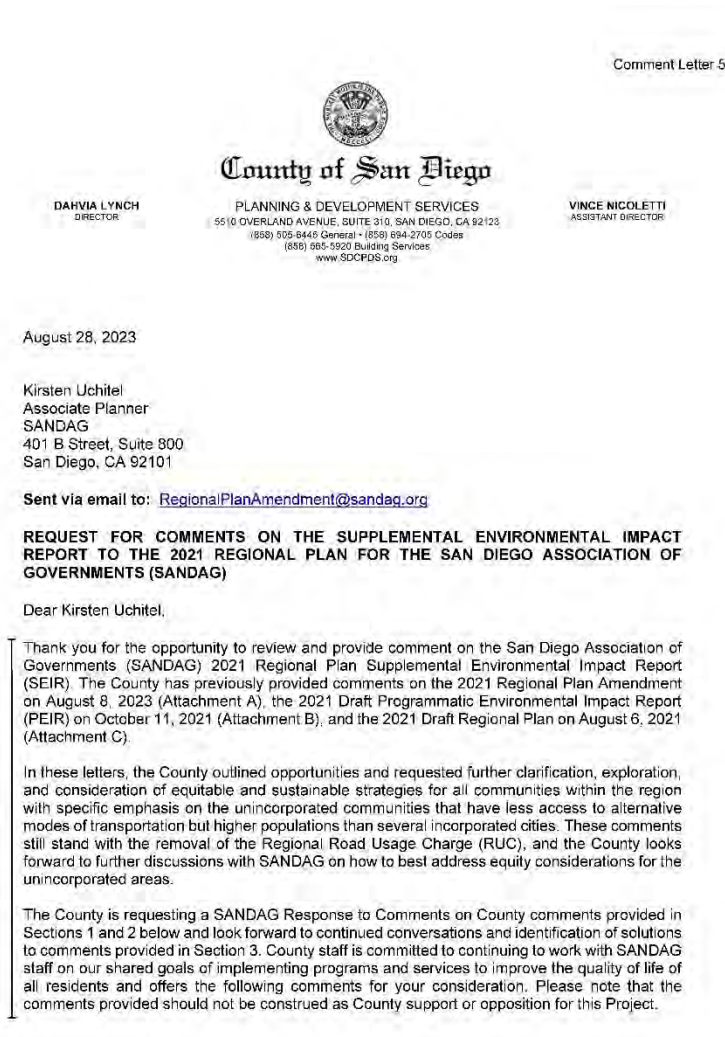 Comment Letter 5
County of San Diego
DAHVIA LYNCH
DIRECTOR
PLANNING & DEVELOPMENT SERVICES
5510 OVERLAND AVENUE, SUITE 310, SAN DIEGO, CA 92123
(858) 505-6445 General • (858) 694-2705 Codes
(858) 565-5920 Building Services
www.SDCPDS.org
VINCE NICOLETTI
ASSISTANT DIRECTOR
August 28, 2023
Kirsten Uchitel
Associate Planner
SANDAG
401 B Street, Suite 800
San Diego, CA 92101
Sent via email to: RegionalPlanAmendment@sandag.org
REQUEST FOR COMMENTS ON THE SUPPLEMENTAL ENVIRONMENTAL IMPACT
REPORT TO THE 2021 REGIONAL PLAN FOR THE SAN DIEGO ASSOCIATION OF
GOVERNMENTS (SANDAG)
Dear Kirsten Uchitel,
Thank you for the opportunity to review and provide comment on the San Diego Association of
Governments (SANDAG) 2021 Regional Plan Supplemental Environmental Impact Report
(SEIR). The County has previously provided comments on the 2021 Regional Plan Amendment
on August 8, 2023 (Attachment A), the 2021 Draft Programmatic Environmental Impact Report
(PEIR) on October 11, 2021 (Attachment B), and the 2021 Draft Regional Plan on August 6, 2021
(Attachment C).
In these letters, the County outlined opportunities and requested further clarification, exploration,
and consideration of equitable and sustainable strategies for all communities within the region
with specific emphasis on the unincorporated communities that have less access to alternative
modes of transportation but higher populations than several incorporated cities. These comments
still stand with the removal of the Regional Road Usage Charge (RUC), and the County looks
forward to further discussions with SANDAG on how to best address equity considerations for the
unincorporated areas.
The County is requesting a SANDAG Response to Comments on County comments provided in
Sections 1 and 2 below and look forward to continued conversations and identification of solutions
to comments provided in Section 3. County staff is committed to continuing to work with SANDAG
staff on our shared goals of implementing programs and services to improve the quality of life of
all residents and offers the following comments for your consideration. Please note that the
comments provided should not be construed as County support or opposition for this Project.